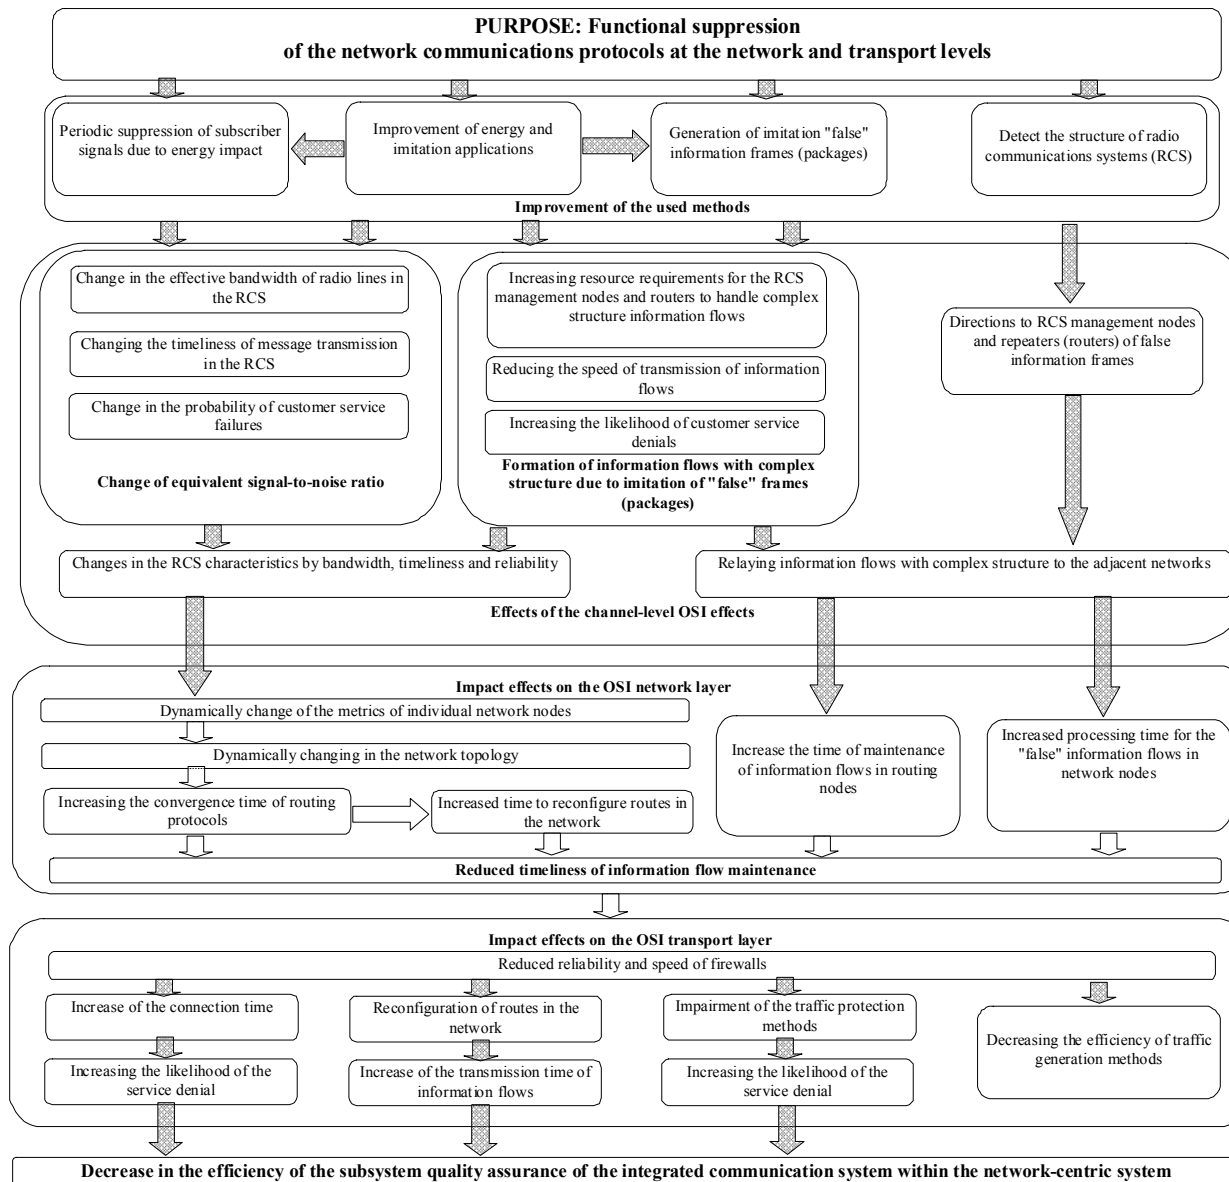 PURPOSE: Functional suppression
of the network communications protocols at the network and transport levels
Periodic suppression of subscriber
signals due to energy impact
Improvement of energy and
imitation applications
Generation of imitation "false"
information frames (packages)
Detect the structure of radio
communications systems (RCS)
Improvement of the used methods
Change in the effective bandwidth of radio lines in
the RCS
Changing the timeliness of message transmission
in the RCS
Change in the probability of customer service
failures
Change of equivalent signal-to-noise ratio
Increasing resource requirements for the RCS
management nodes and routers to handle complex
structure information flows
Reducing the speed of transmission of information
flows
Increasing the likelihood of customer service
denials
Formation of information flows with complex
structure due to imitation of "false" frames
(packages)
Directions to RCS management nodes
and repeaters (routers) of false
information frames
Changes in the RCS characteristics by bandwidth, timeliness and reliability
Relaying information flows with complex structure to the adjacent networks
Effects of the channel-level OSI effects
Impact effects on the OSI network layer
Dynamically change of the metrics of individual network nodes
Dynamically changing in the network topology
Increasing the convergence time of routing
protocols
Increased time to reconfigure routes in
the network
Increase the time of maintenance
of information flows in routing
nodes
Increased processing time for the
"false" information flows in
network nodes
Reduced timeliness of information flow maintenance
Impact effects on the OSI transport layer
Reduced reliability and speed of firewalls
Increase of the connection time
Reconfiguration of routes in the
network
Impairment of the traffic protection
methods
Decreasing the efficiency of traffic
generation methods
Increasing the likelihood of the
service denial
Increase of the transmission time of
information flows
Increasing the likelihood of the
service denial
Decrease in the efficiency of the subsystem quality assurance of the integrated communication system within the network-centric system